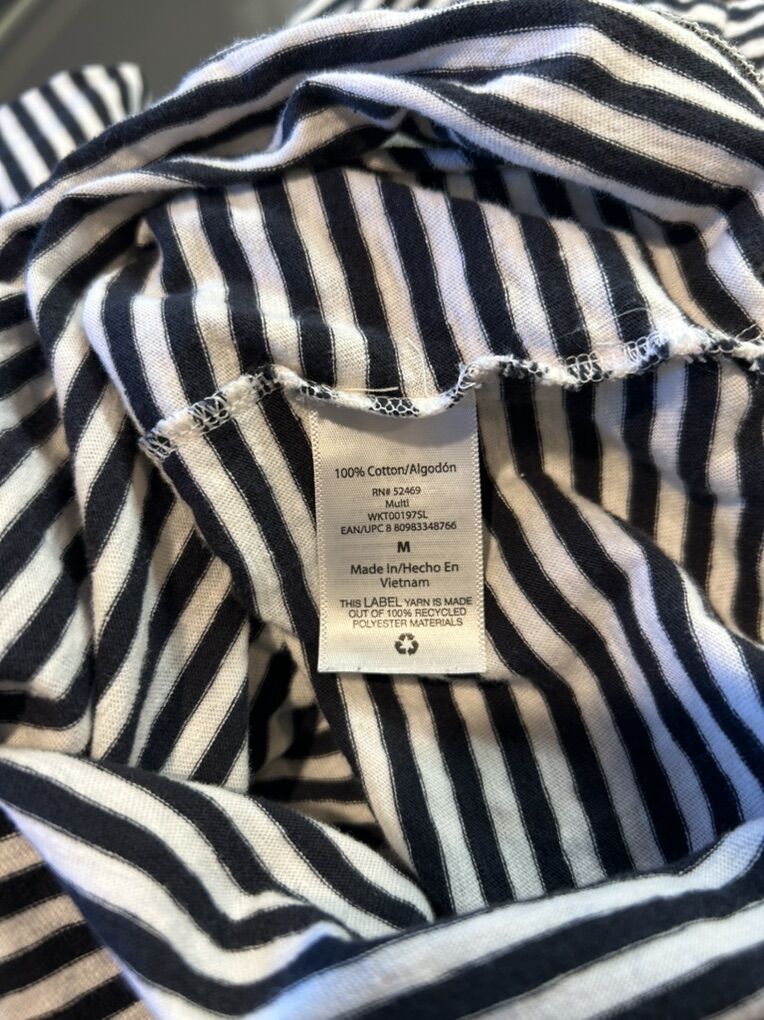 100% Cotton/Algodón
RN# 52469
Multi
WKT00197SL
EAN/UPC 8 80983348766
M
Made In/Hecho En
Vietnam
THIS LABEL YARN IS MADE
OUT OF 100% RECYCLED
POLYESTER MATERIALS